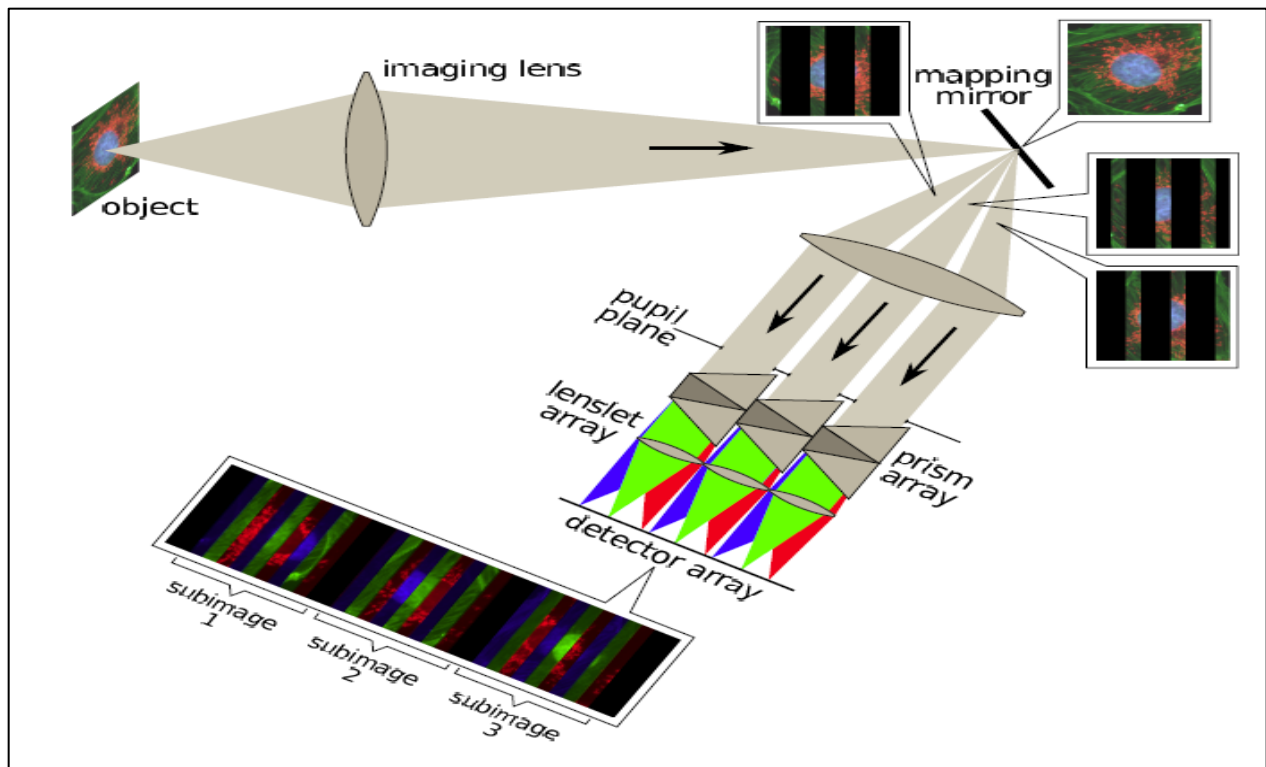 imaging lens
mapping
mirror
object
pupil
plane
lenslet
array
prism
array
detector array
subimage
1
subimage
2
subimage
3